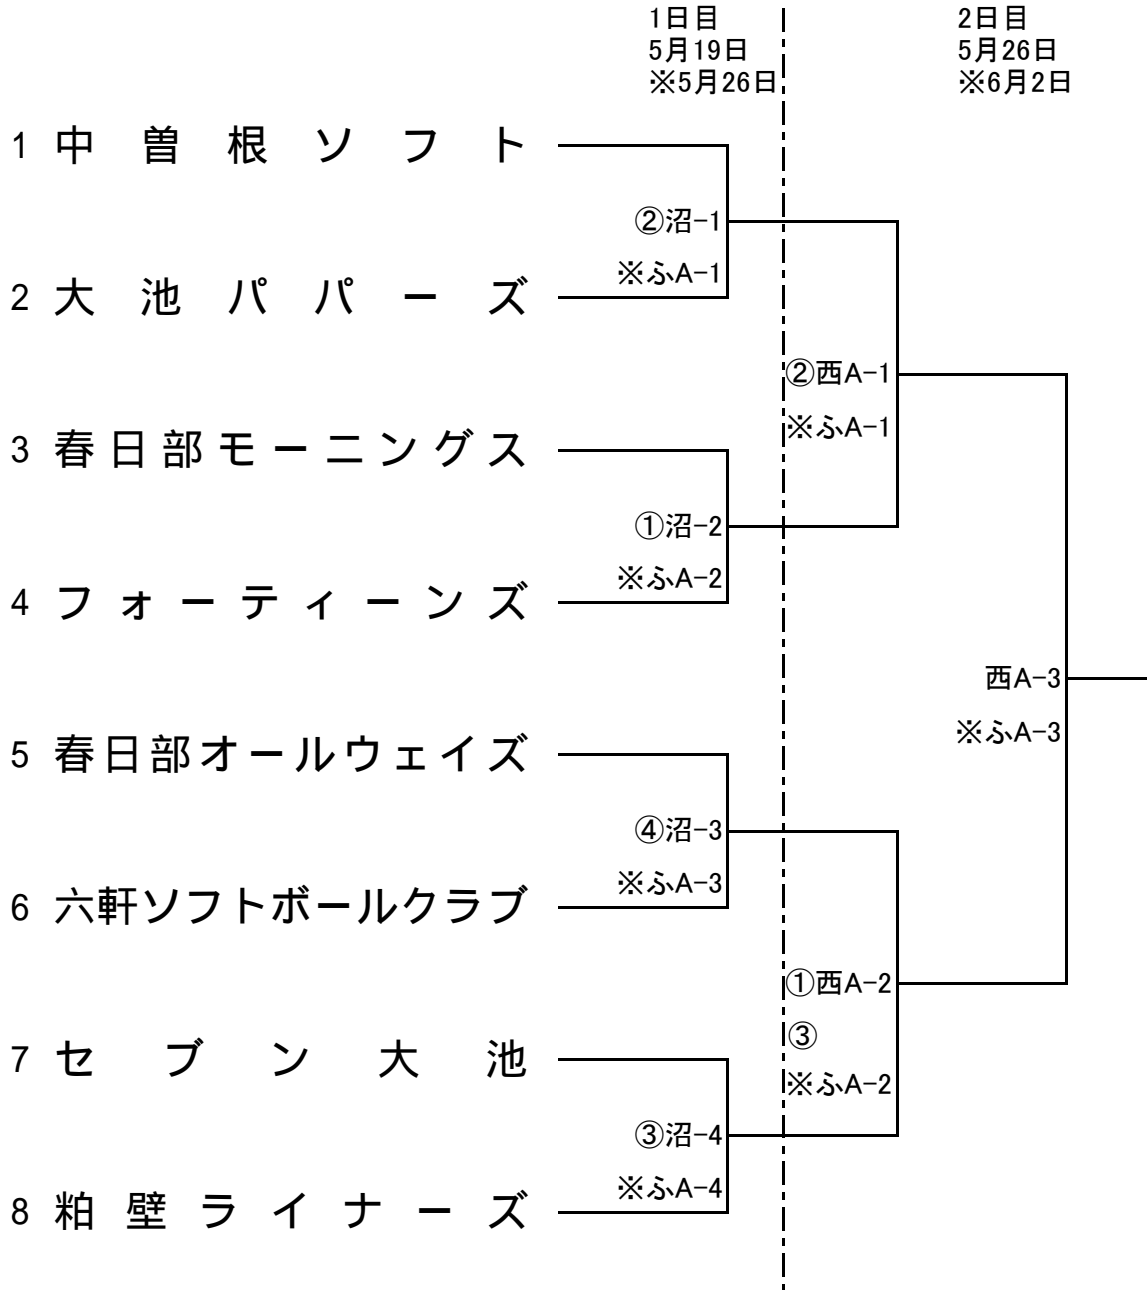 1日目
5月19日
※5月26日
2日目
5月26日
※6月2日
1 中曽根ソフト
②沼-1
※ふA-1
2 大池パパーズ
②西A-1
※ふA-1
3 春日部モーニングス
①沼-2
※ふA-2
4 フォーティーンズ
西A-3
※ふA-3
5 春日部オールウェイズ
④沼-3
※ふA-3
6 六軒ソフトボールクラブ
①西A-2
③
※ふA-2
7 セブン大池
③沼-4
※ふA-4
8 粕壁ライナーズ